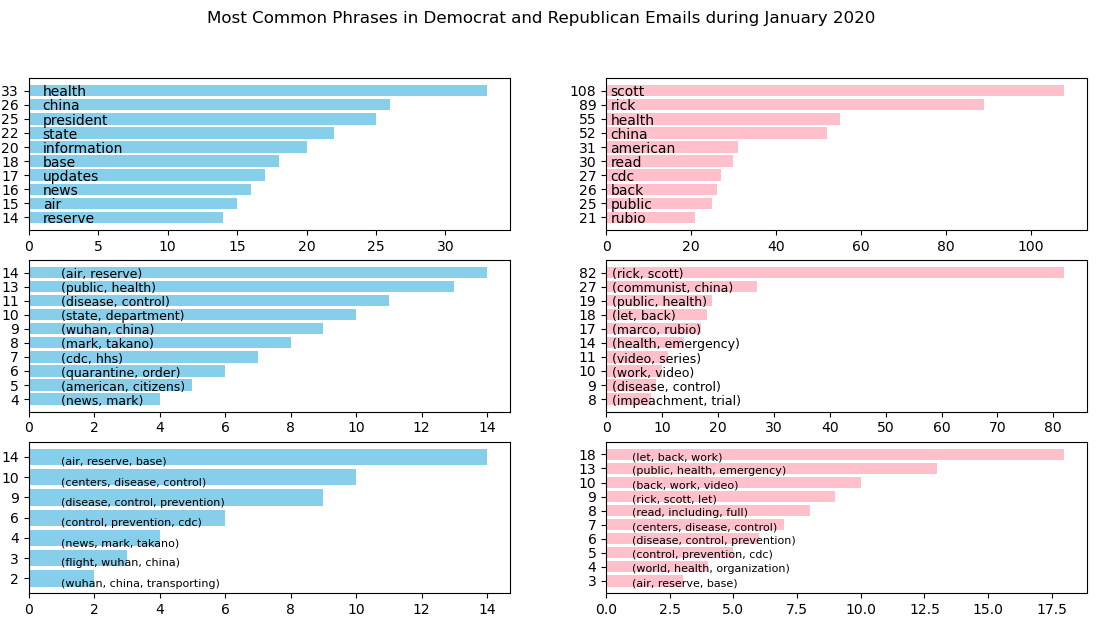 Most Common Phrases in Democrat and Republican Emails during January 2020
33 health
26 china
25 president
22 state
20 information
18 base
17 updates
16 news
15 air
14 reserve
0 5 10 15 20 25 30
108 scott
89 rick
55 health
52 china
31 american
30 read
27 cdc
26 back
25 public
21 rubio
0 20 40 60 80 100
14 (air, reserve)
13 (public, health)
11 (disease, control)
10 (state, department)
9 (wuhan, china)
8 (mark, takano)
7 (cdc, hhs)
6 (quarantine, order)
5 (american, citizens)
4 (news, mark)
0 2 4 6 8 10 12 14
82 (rick, scott)
27 (communist, china)
19 (public, health)
18 (let, back)
17 (marco, rubio)
14 (health, emergency)
11 (video, series)
10 (work, video)
9 (disease, control)
8 (impeachment, trial)
0 10 20 30 40 50 60 70 80
14 (air, reserve, base)
10 (centers, disease, control)
9 (disease, control, prevention)
6 (control, prevention, cdc)
4 (news, mark, takano)
3 (flight, wuhan, china)
2 (wuhan, china, transporting)
0 2 4 6 8 10 12 14
18 (let, back, work)
13 (public, health, emergency)
10 (back, work, video)
9 (rick, scott, let)
8 (read, including, full)
7 (centers, disease, control)
6 (disease, control, prevention)
5 (control, prevention, cdc)
4 (world, health, organization)
3 (air, reserve, base)
0.0 2.5 5.0 7.5 10.0 12.5 15.0 17.5